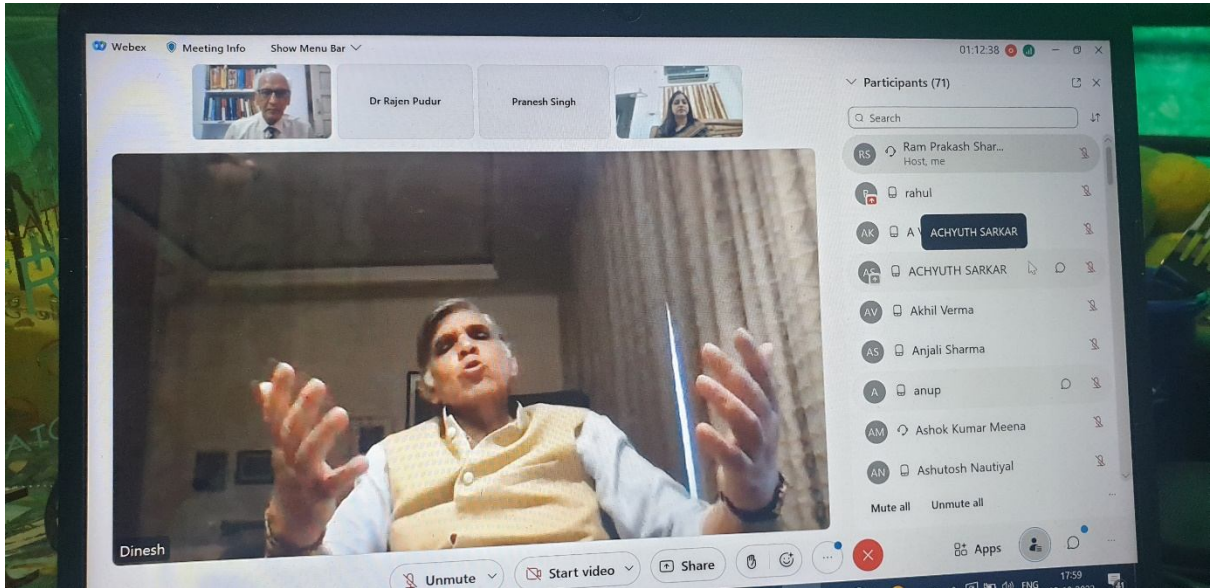 Webex
Meeting Info
Show Menu Bar
01:12:38
Dr Rajen Pudur
Pranesh Singh
Participants (71)
Search
RS
Ram Prakash Shar...
Host, me
rahul
AK
A
ACHYUTH SARKAR
AS
ACHYUTH SARKAR
AV
Akhil Verma
AS
Anjali Sharma
A
anup
AM
Ashok Kumar Meena
AN
Ashutosh Nautiyal
Mute all
Unmute all
Dinesh
Unmute
Start video
Share
...
Apps
...
ENG
17:59